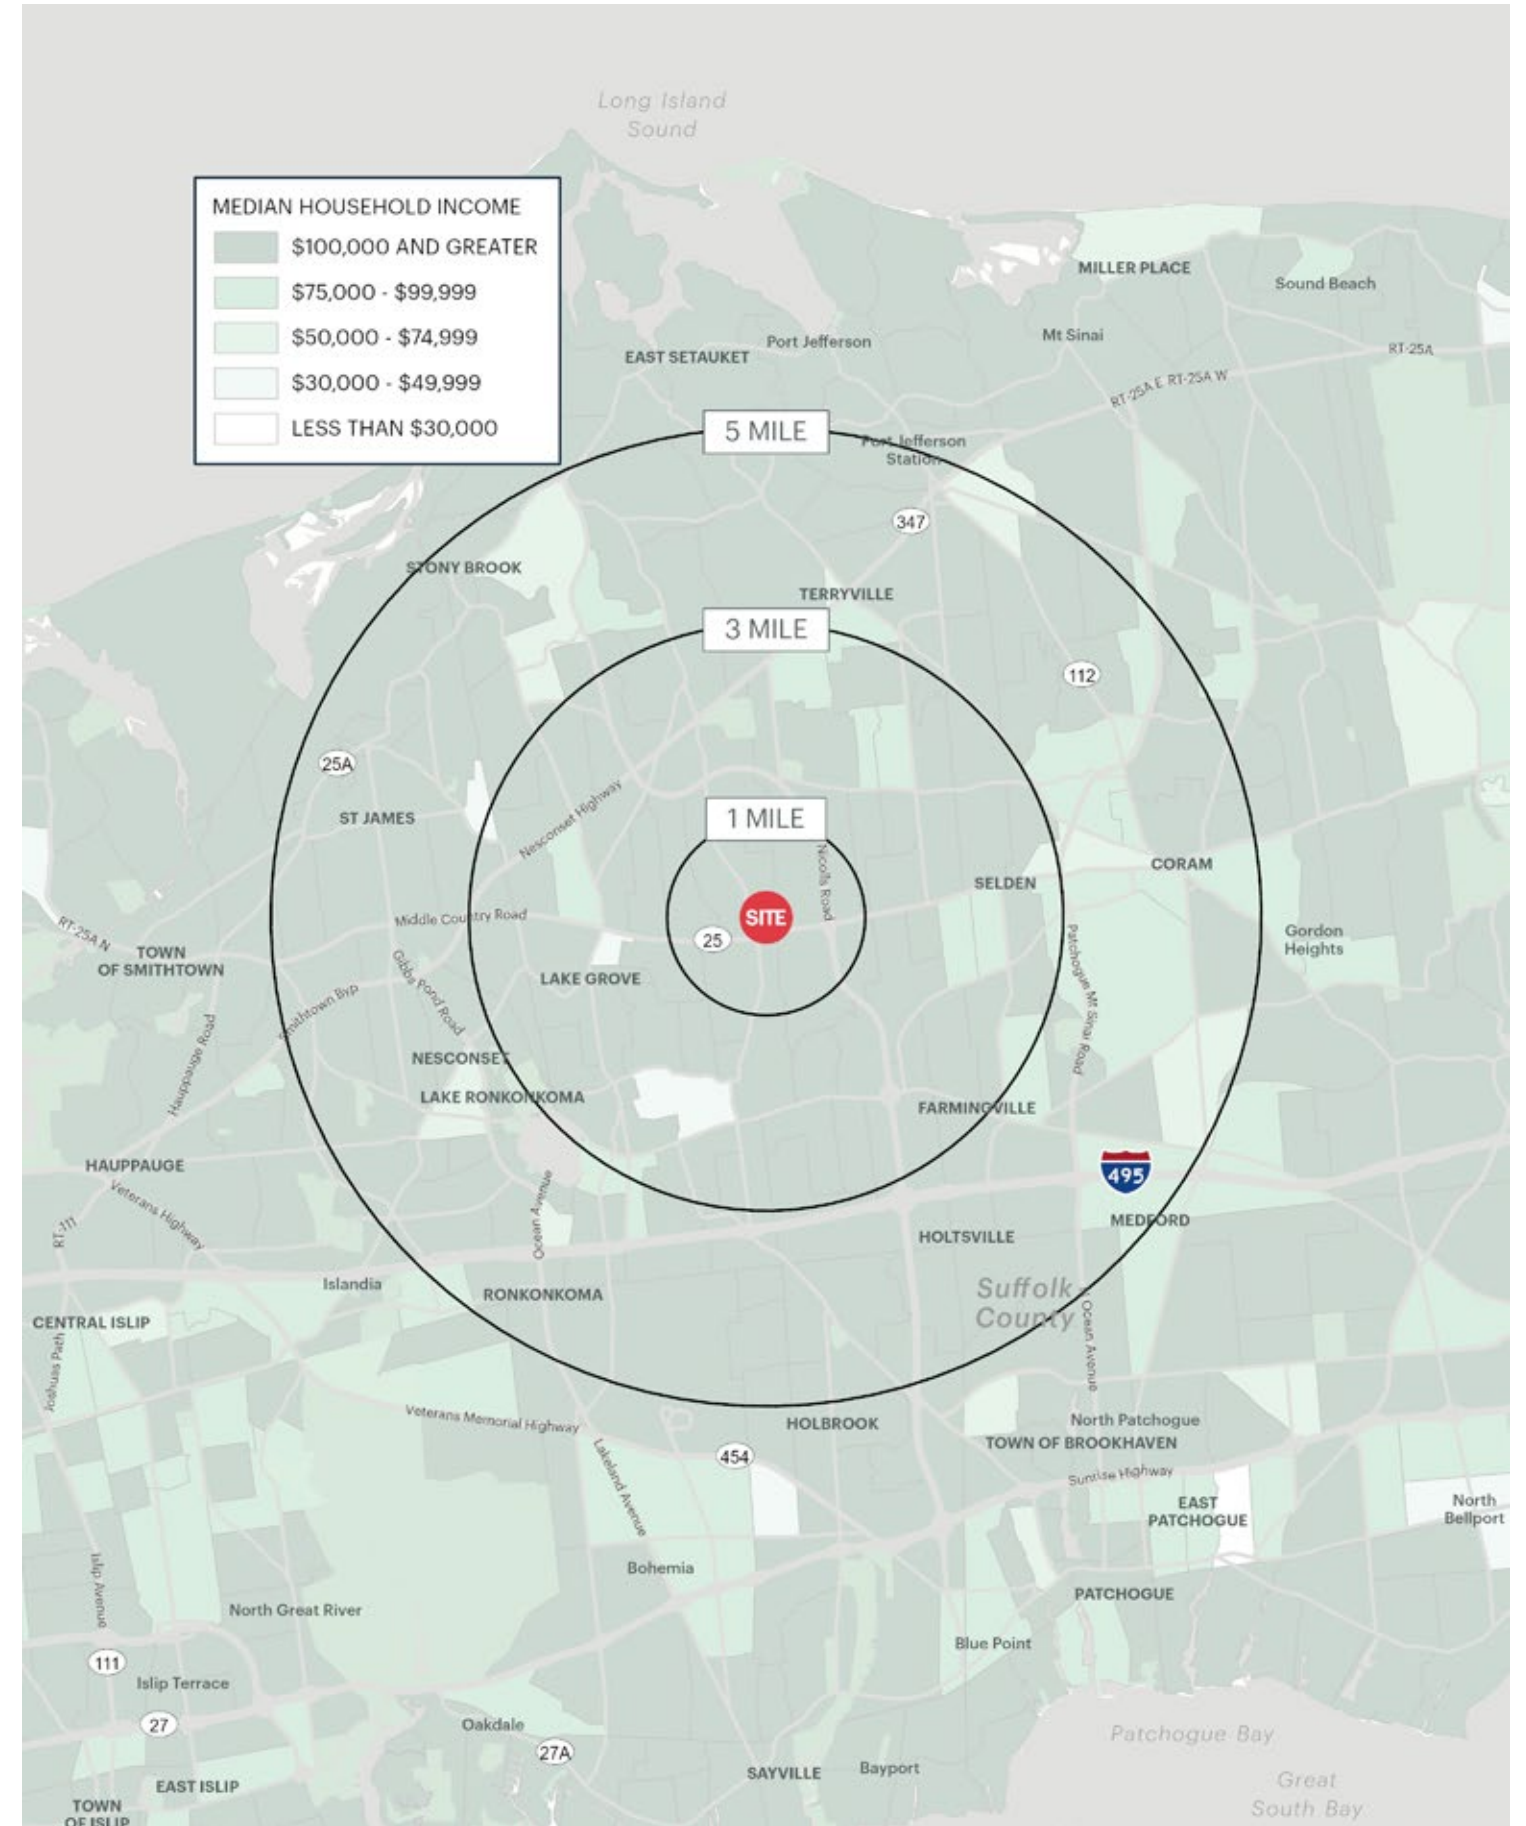 Long Island
Sound
MEDIAN HOUSEHOLD INCOME
$100,000 AND GREATER
$75,000 - $99,999
$50,000 - $74,999
$30,000 - $49,999
LESS THAN $30,000
MILLER PLACE
Sound Beach
Mt Sinai
Port Jefferson
EAST SETAUKET
RT-25A
RT-25A E RT-25A W
5 MILE
Port Jefferson
Station
347
STONY BROOK
TERRYVILLE
3 MILE
112
25A
ST JAMES
Nesconset Highway
1 MILE
Nicolls Road
CORAM
SELDEN
SITE
Middle Country Road
25
RT-25A N
TOWN
OF SMITHTOWN
Gordon
Heights
Patchogue Mt Sinai Road
Gibbs Pond Road
LAKE GROVE
Smithtown Byp
Hauppauge Road
NESCONSET
LAKE RONKONKOMA
FARMINGVILLE
HAUPPAUGE
495
MEDFORD
Veterans Highway
RT-111
Ocean Avenue
HOLTSVILLE
Islandia
RONKONKOMA
Suffolk
County
N Ocean Avenue
CENTRAL ISLIP
Joshuas Path
Veterans Memorial Highway
HOLBROOK
North Patchogue
TOWN OF BROOKHAVEN
454
Lakeland Avenue
Sunrise Highway
EAST
PATCHOGUE
North
Bellport
Islip Avenue
Bohemia
PATCHOGUE
North Great River
Blue Point
111
Islip Terrace
27
Oakdale
27A
Patchogue Bay
SAYVILLE
Bayport
EAST ISLIP
Great
South Bay
TOWN
OF ISLIP